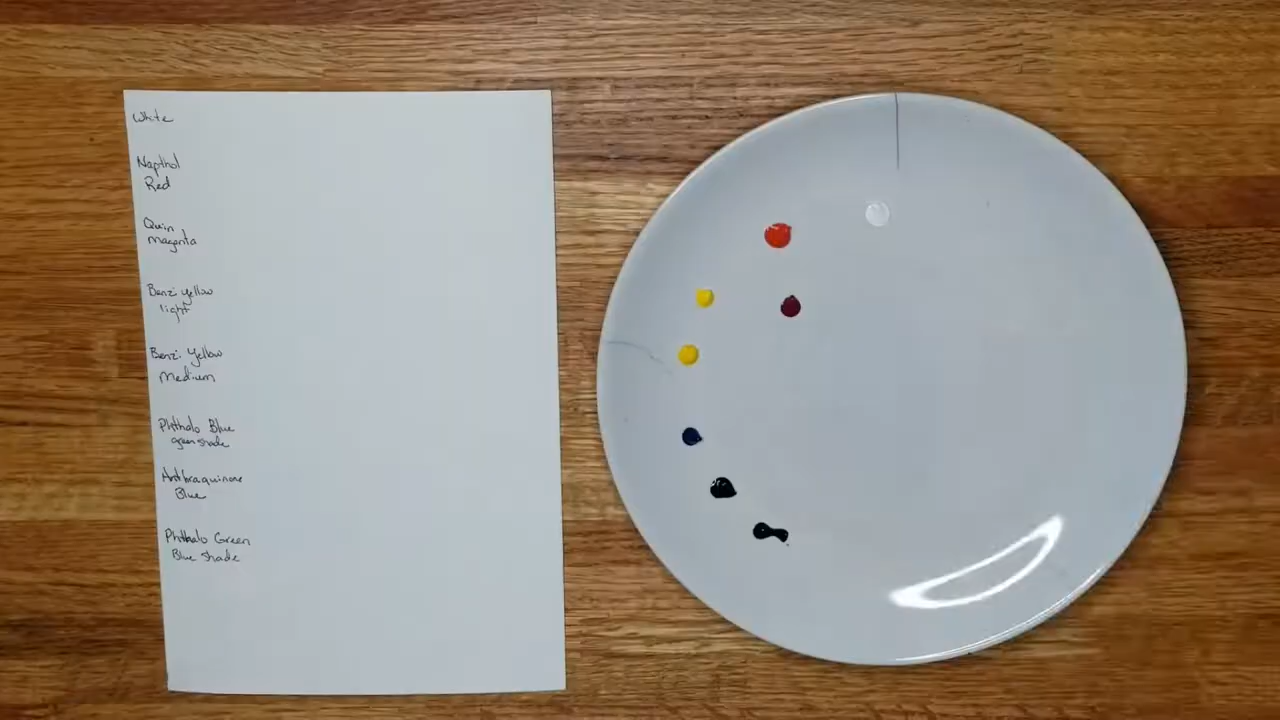 White
Napthol
Red
Quin
Magenta
Benzi yellow
light
Benzi Yellow
Medium
Phthalo Blue
green shade
Anthraquinone
Blue
Phthalo Green
Blue shade